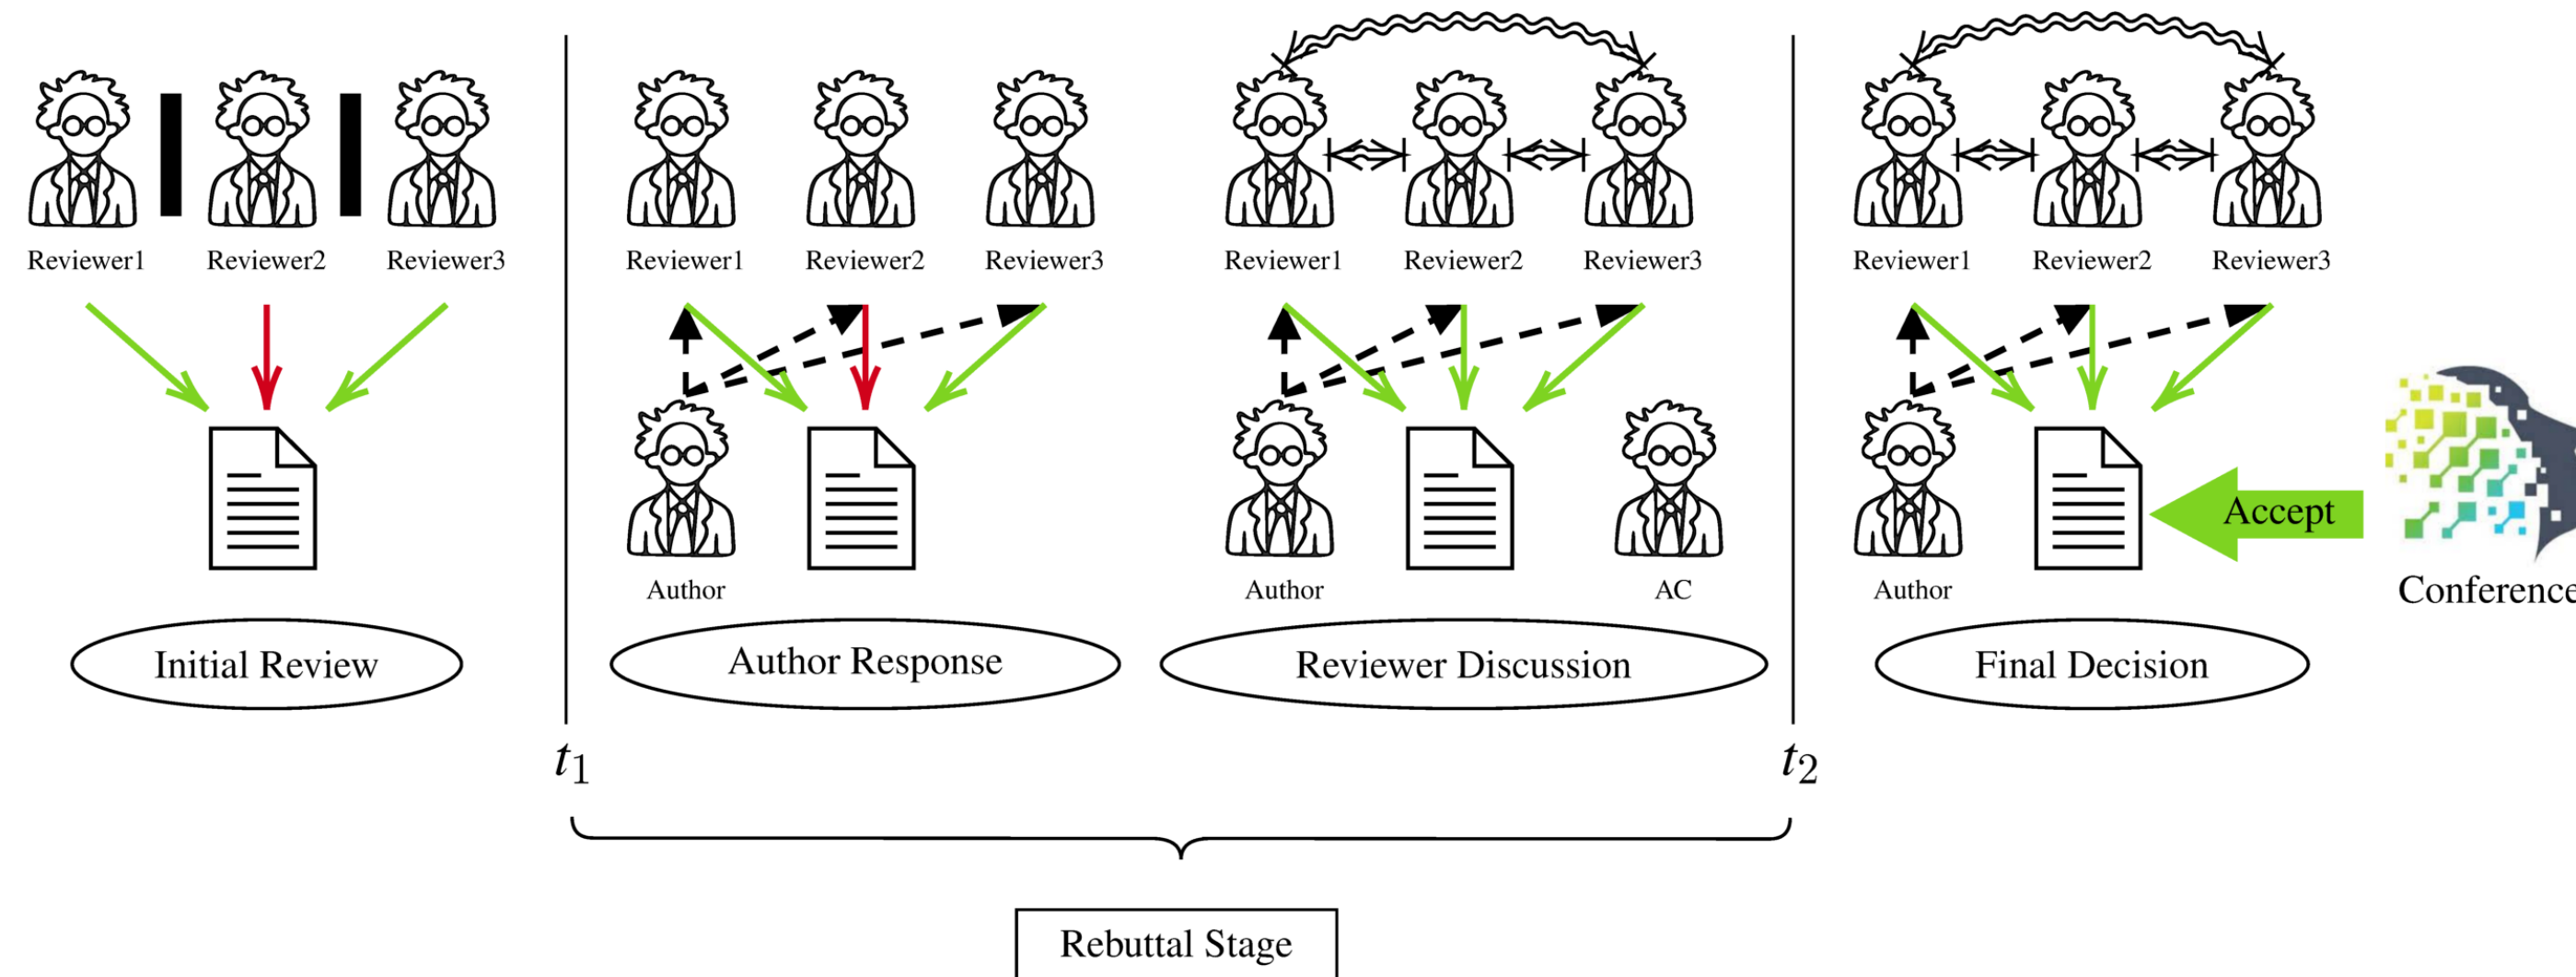 Reviewer1 Reviewer2 Reviewer3
Reviewer1 Reviewer2 Reviewer3
Reviewer1 Reviewer2 Reviewer3
Reviewer1 Reviewer2 Reviewer3
Accept
Author
Author
AC
Author
Conference
Initial Review
Author Response
Reviewer Discussion
Final Decision
t1
t2
Rebuttal Stage